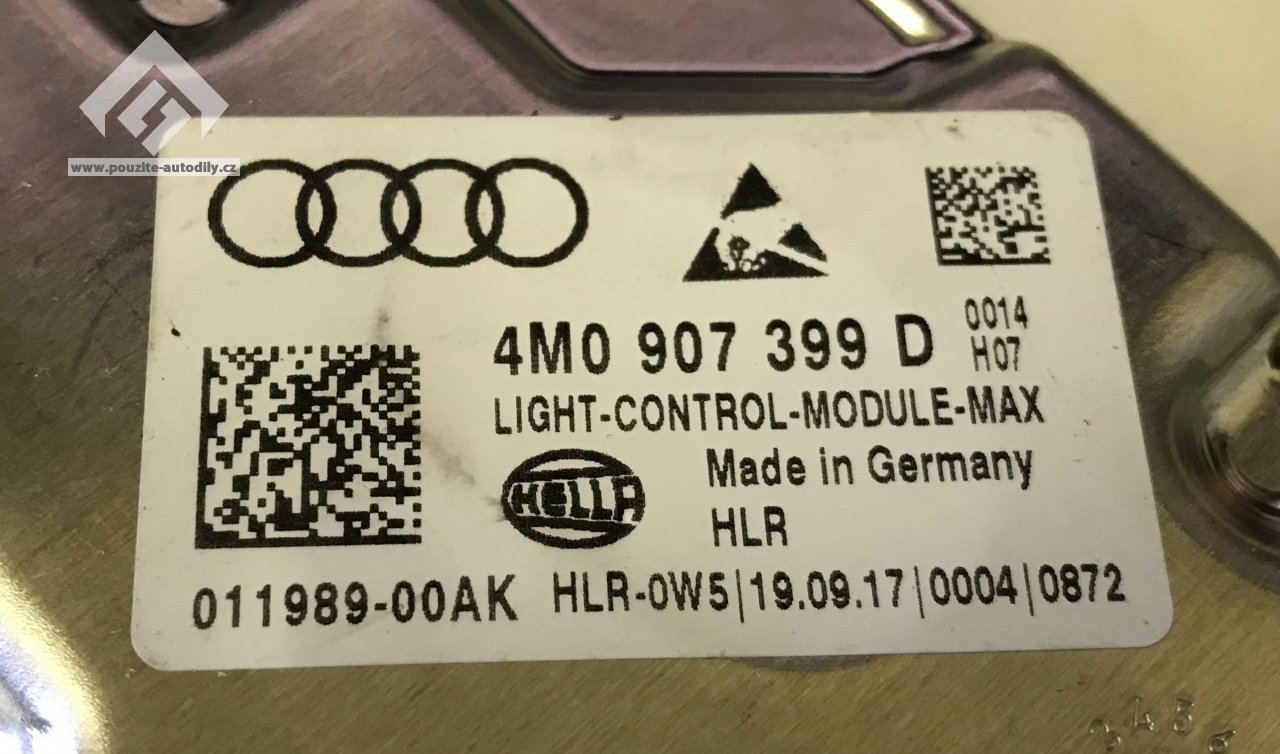 www.pouzite-autodily.cz
4M0 907 399 D
0014
H07
LIGHT-CONTROL-MODULE-MAX
HELLA
Made in Germany
HLR
011989-00AK
HLR-0W5|19.09.17|0004|0872